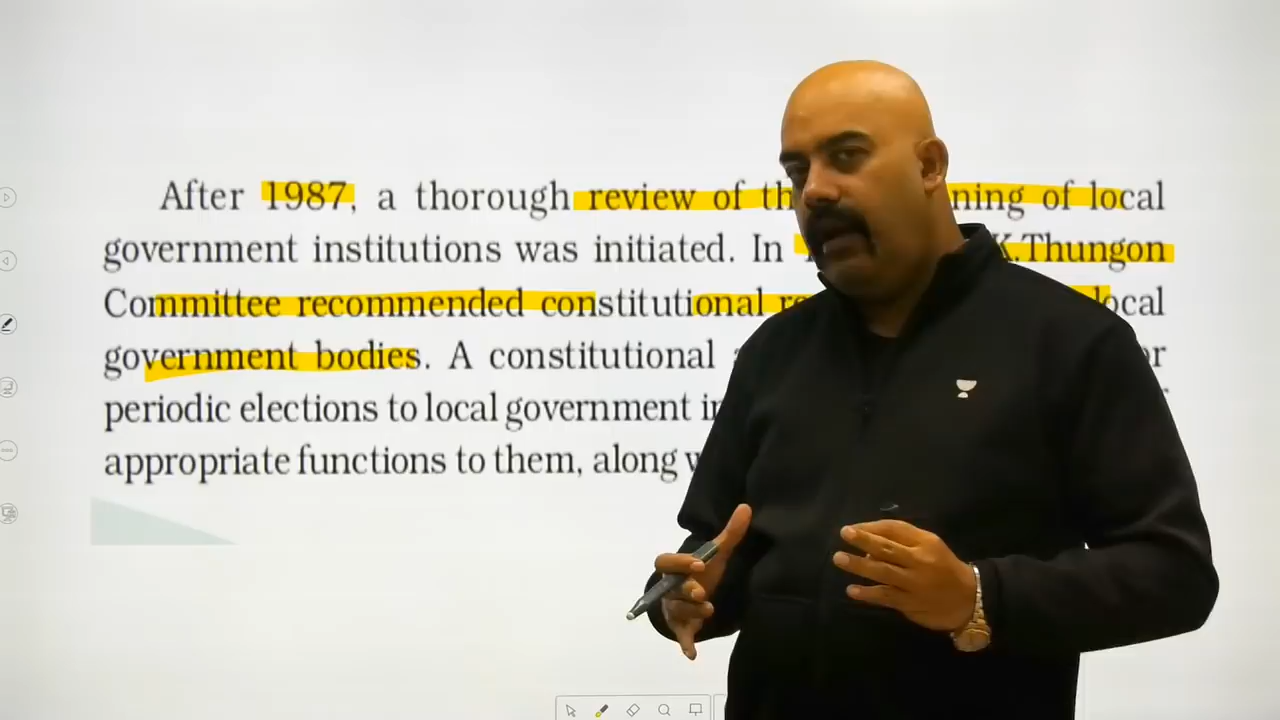 After 1987, a thorough review of th ning of local
government institutions was initiated. In K.Thungon
Committee recommended constitutional re local
government bodies. A constitutional or
periodic elections to local government in
appropriate functions to them, along w